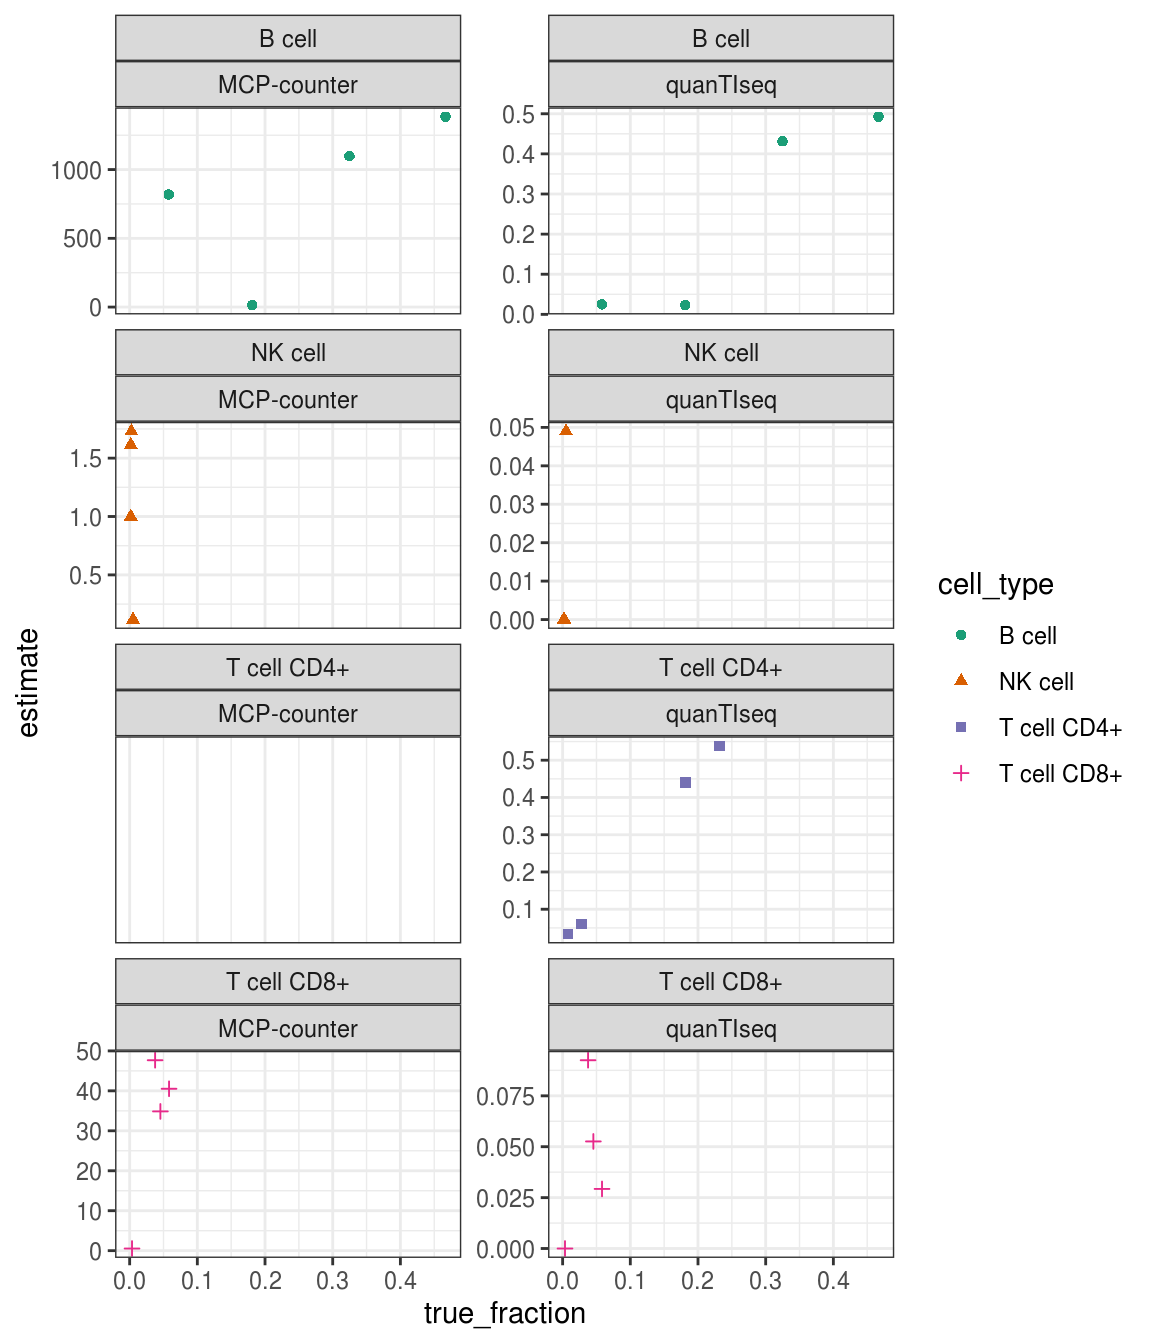 B cell
B cell
MCP-counter
quanTIseq
1000
500
0
0.5
0.4
0.3
0.2
0.1
0.0
NK cell
NK cell
MCP-counter
quanTIseq
1.5
1.0
0.5
0.05
0.04
0.03
0.02
0.01
0.00
T cell CD4+
T cell CD4+
MCP-counter
quanTIseq
0.5
0.4
0.3
0.2
0.1
T cell CD8+
T cell CD8+
MCP-counter
quanTIseq
50
40
30
20
10
0
0.075
0.050
0.025
0.000
0.0 0.1 0.2 0.3 0.4
0.0 0.1 0.2 0.3 0.4
true_fraction
estimate
cell_type
B cell
NK cell
T cell CD4+
T cell CD8+